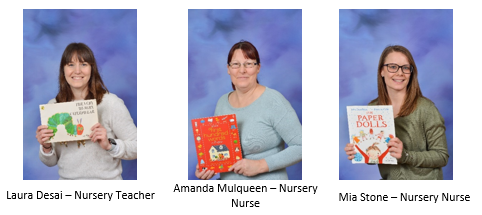 THE VERY
HUNGRY
CATERPILLAR
THE
PAPER
DOLLS
Laura Desai – Nursery Teacher
Amanda Mulqueen – Nursery
Nurse
Mia Stone – Nursery Nurse